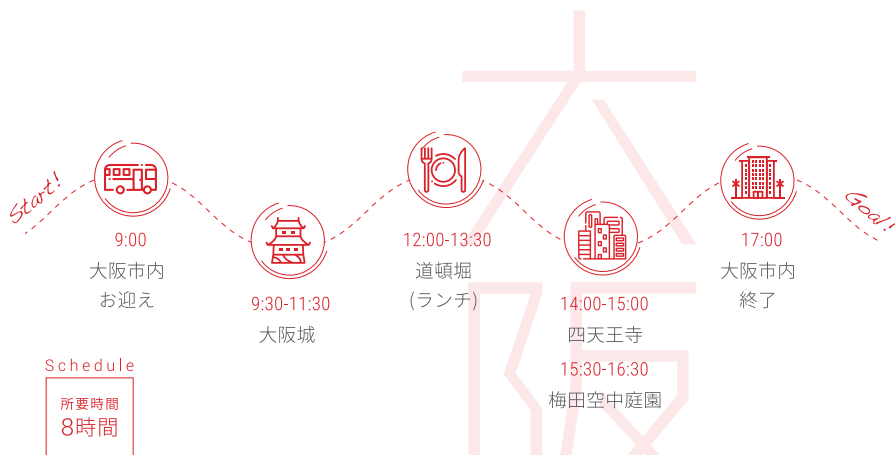 大阪
Start!
9:00
大阪市内
お迎え
9:30-11:30
大阪城
12:00-13:30
道頓堀
(ランチ)
14:00-15:00
四天王寺
15:30-16:30
梅田空中庭園
17:00
大阪市内
終了
Goal!
Schedule
所要時間
8時間